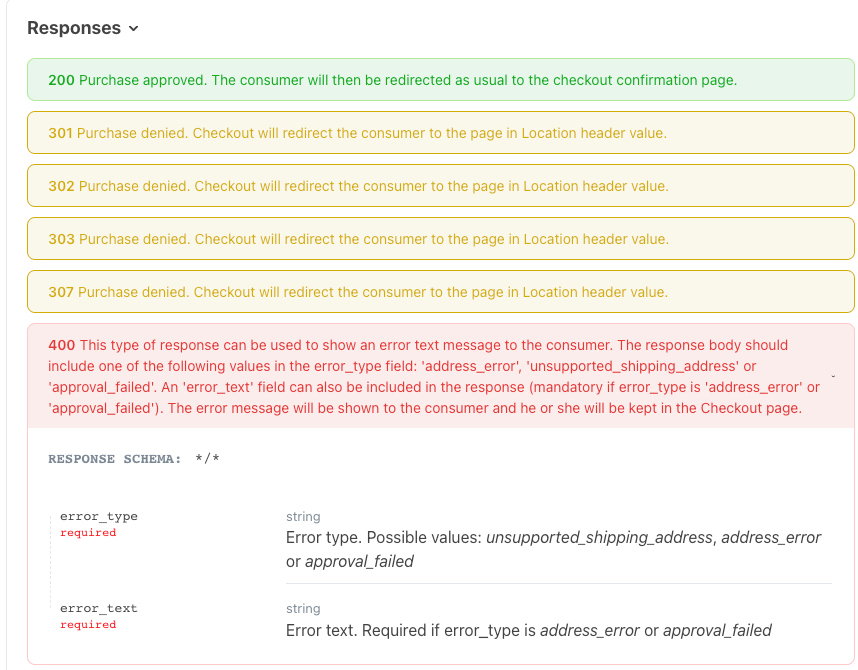 Responses
200 Purchase approved. The consumer will then be redirected as usual to the checkout confirmation page.
301 Purchase denied. Checkout will redirect the consumer to the page in Location header value.
302 Purchase denied. Checkout will redirect the consumer to the page in Location header value.
303 Purchase denied. Checkout will redirect the consumer to the page in Location header value.
307 Purchase denied. Checkout will redirect the consumer to the page in Location header value.
400 This type of response can be used to show an error text message to the consumer. The response body should
include one of the following values in the error_type field: 'address_error', 'unsupported_shipping_address' or
'approval_failed'. An 'error_text' field can also be included in the response (mandatory if error_type is 'address_error' or
'approval_failed'). The error message will be shown to the consumer and he or she will be kept in the Checkout page.
RESPONSE SCHEMA: */*
error_type
required
string
Error type. Possible values: unsupported_shipping_address, address_error
or approval_failed
error_text
required
string
Error text. Required if error_type is address_error or approval_failed